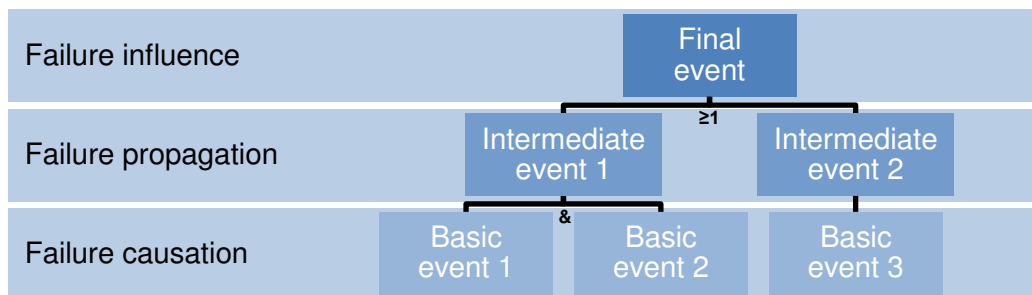 Failure influence
Final
event
≥1
Failure propagation
Intermediate
event 1
Intermediate
event 2
&
Failure causation
Basic
event 1
Basic
event 2
Basic
event 3